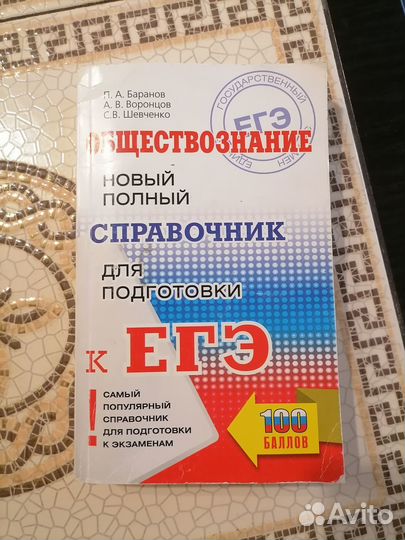 П. А. Баранов
А. В. Воронцов
С.В. Шевченко
ГОСУДАРСТВЕННЫЙ
ЕГЭ
ОБЩЕСТВОЗНАНИЕ
НОВЫЙ
ПОЛНЫЙ
СПРАВОЧНИК
ДЛЯ
ПОДГОТОВКИ
К ЕГЭ
!
САМЫЙ
ПОПУЛЯРНЫЙ
СПРАВОЧНИК
ДЛЯ ПОДГОТОВКИ
К ЭКЗАМЕНАМ
100
БАЛЛОВ
Avito